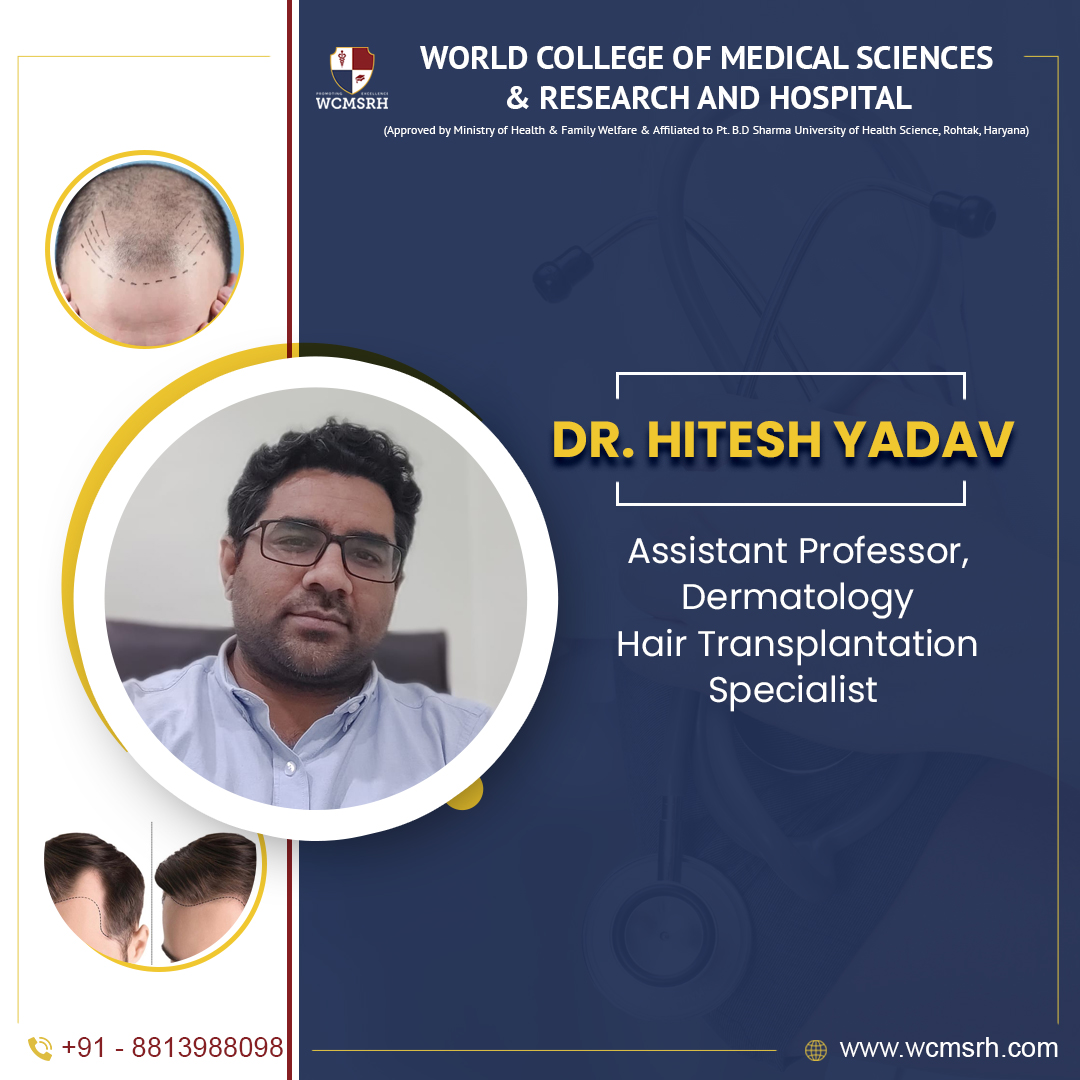 WORLD COLLEGE OF MEDICAL SCIENCES
& RESEARCH AND HOSPITAL
(Approved by Ministry of Health & Family Welfare & Affiliated to Pt. B.D Sharma University of Health Science, Rohtak, Haryana)
PROMOTING EXCELLENCE
WCMSRH
DR. HITESH YADAV
Assistant Professor,
Dermatology
Hair Transplantation
Specialist
+91 - 8813988098
www.wcmsrh.com